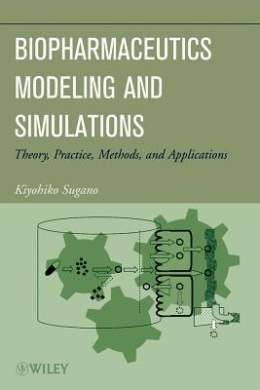 BIOPHARMACEUTICS
MODELING AND
SIMULATIONS
Theory, Practice, Methods, and Applications
Kiyohiko Sugano
WILEY